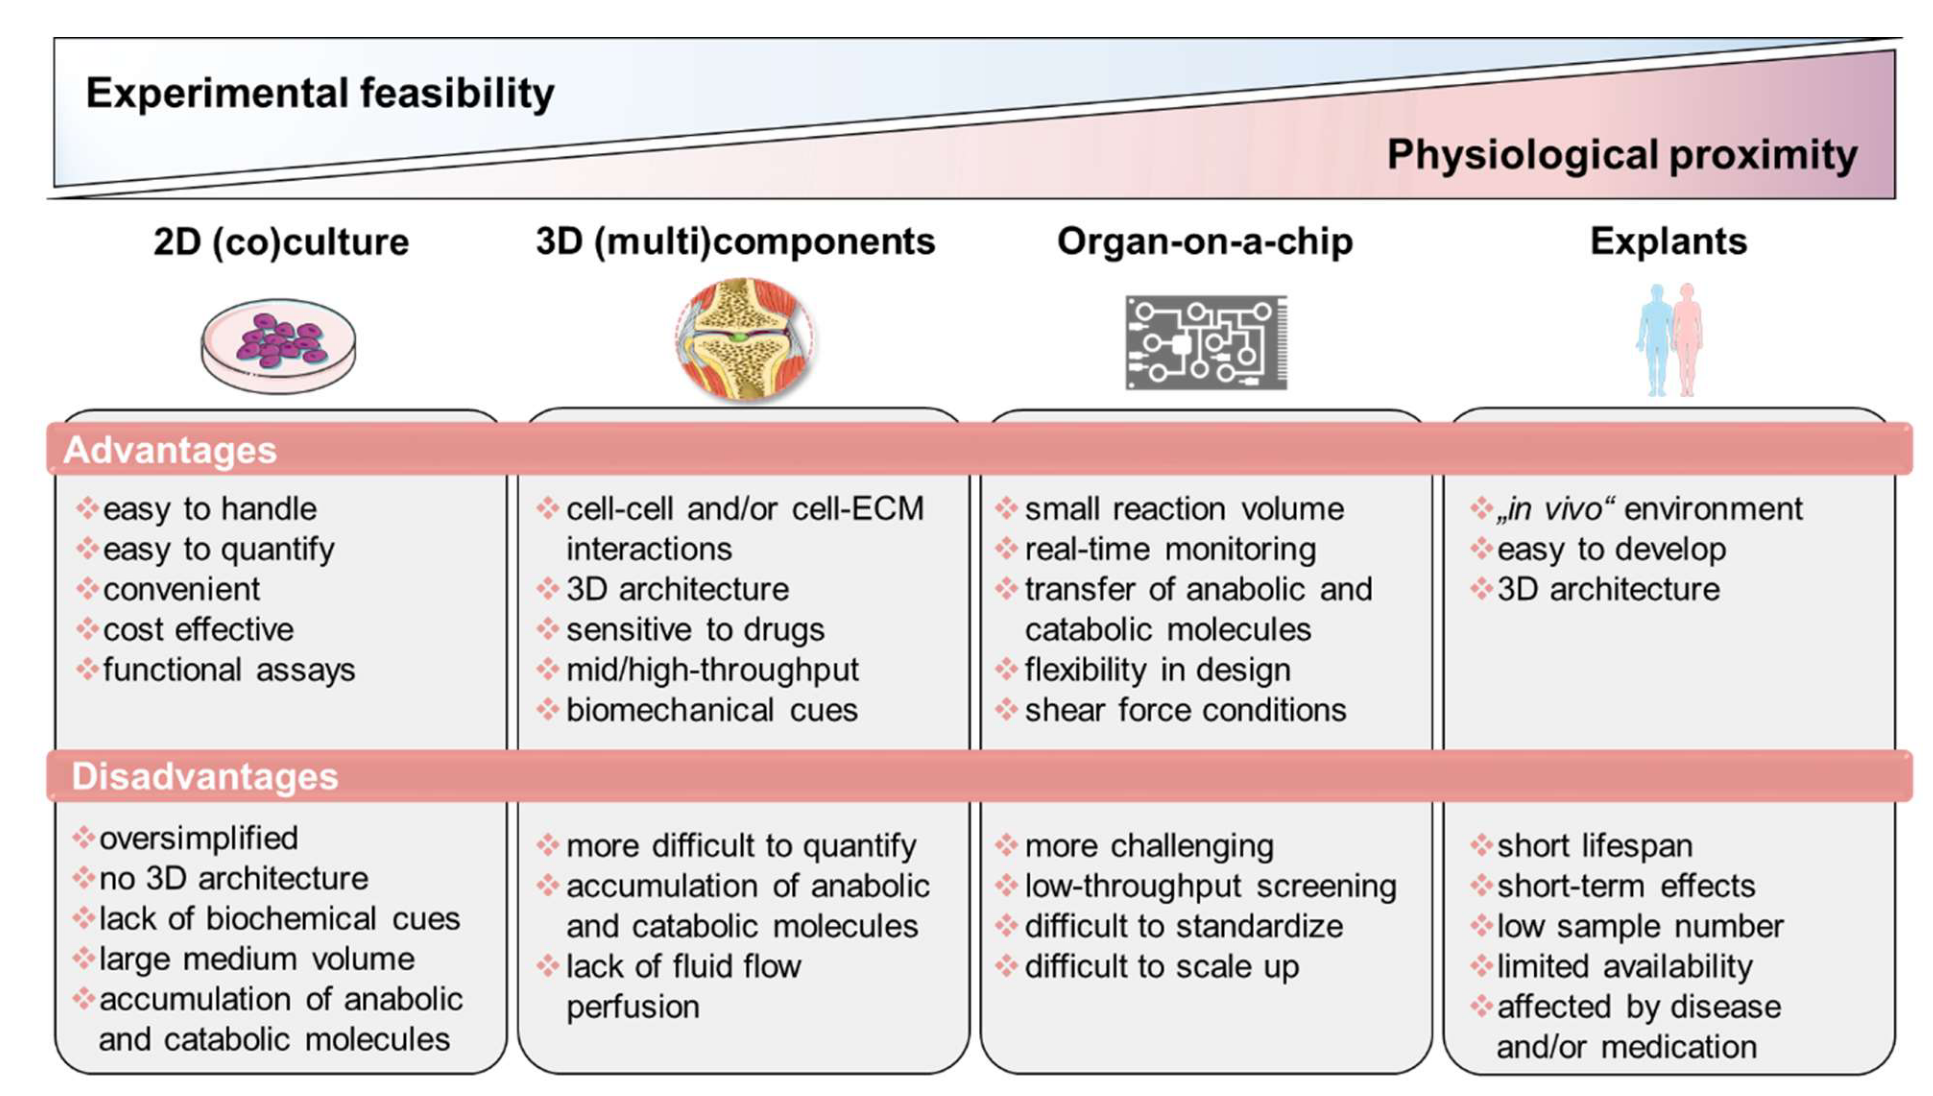 Experimental feasibility
Physiological proximity
2D (co)culture
3D (multi)components
Organ-on-a-chip
Explants
Advantages
easy to handle
easy to quantify
convenient
cost effective
functional assays
cell-cell and/or cell-ECM
interactions
3D architecture
sensitive to drugs
mid/high-throughput
biomechanical cues
small reaction volume
real-time monitoring
transfer of anabolic and
catabolic molecules
flexibility in design
shear force conditions
„in vivo“ environment
easy to develop
3D architecture
Disadvantages
oversimplified
no 3D architecture
lack of biochemical cues
large medium volume
accumulation of anabolic
and catabolic molecules
more difficult to quantify
accumulation of anabolic
and catabolic molecules
lack of fluid flow
perfusion
more challenging
low-throughput screening
difficult to standardize
difficult to scale up
short lifespan
short-term effects
low sample number
limited availability
affected by disease
and/or medication